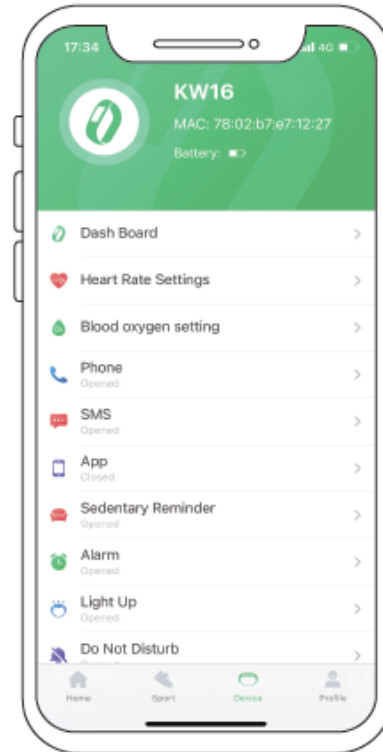 17:34
4G
KW16
MAC: 78:02:b7:e7:12:27
Battery:
Dash Board
Heart Rate Settings
Blood oxygen setting
Phone
Opened
SMS
Opened
App
Closed
Sedentary Reminder
Opened
Alarm
Opened
Light Up
Opened
Do Not Disturb
Home
Sport
Device
Profile